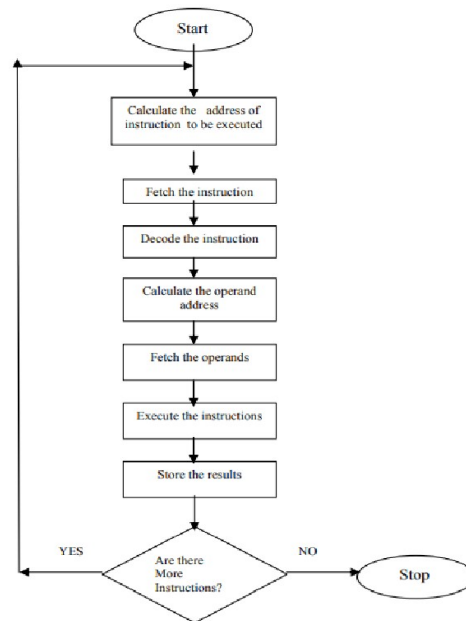 Start
Calculate the address of
instruction to be executed
Fetch the instruction
Decode the instruction
Calculate the operand
address
Fetch the operands
Execute the instructions
Store the results
YES
Are there
More
Instructions?
NO
Stop